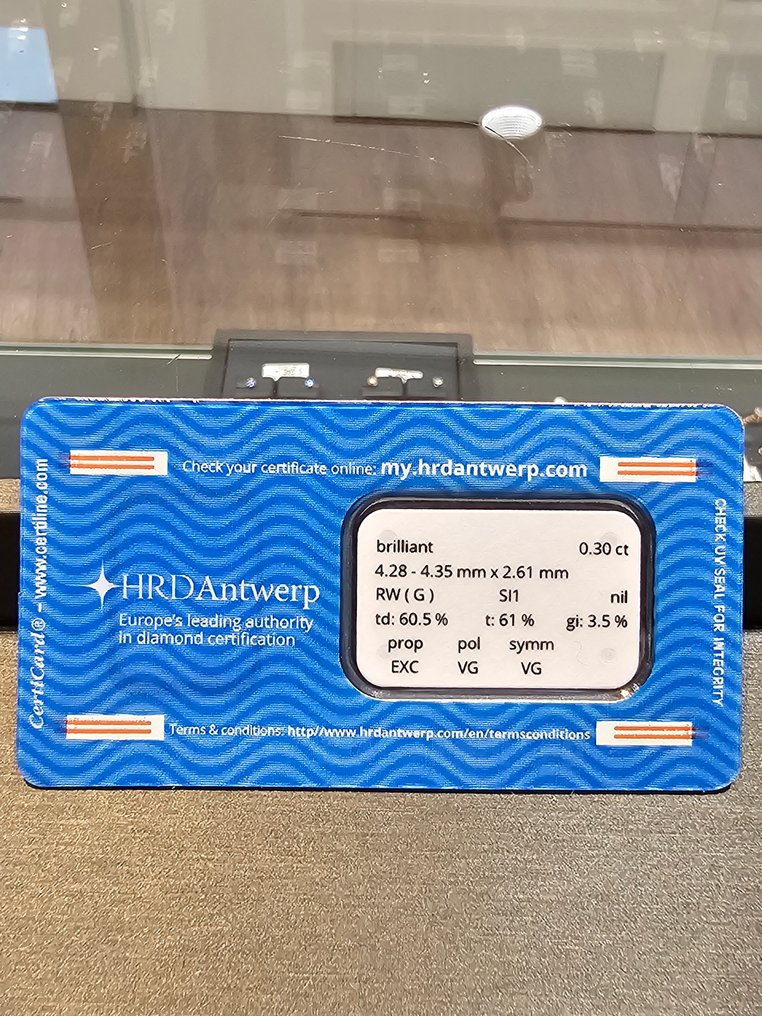 Check your certificate online: my.hrdantwerp.com
CertiCard® - www.certiline.com
HRDAntwerp
Europe's leading authority
in diamond certification
brilliant 0.30 ct
4.28 - 4.35 mm x 2.61 mm
RW ( G ) SI1 nil
td: 60.5 % t: 61 % gi: 3.5 %
prop pol symm
EXC VG VG
CHECK UV SEAL FOR INTEGRITY
Terms & conditions: http//www.hrdantwerp.com/en/termsconditions